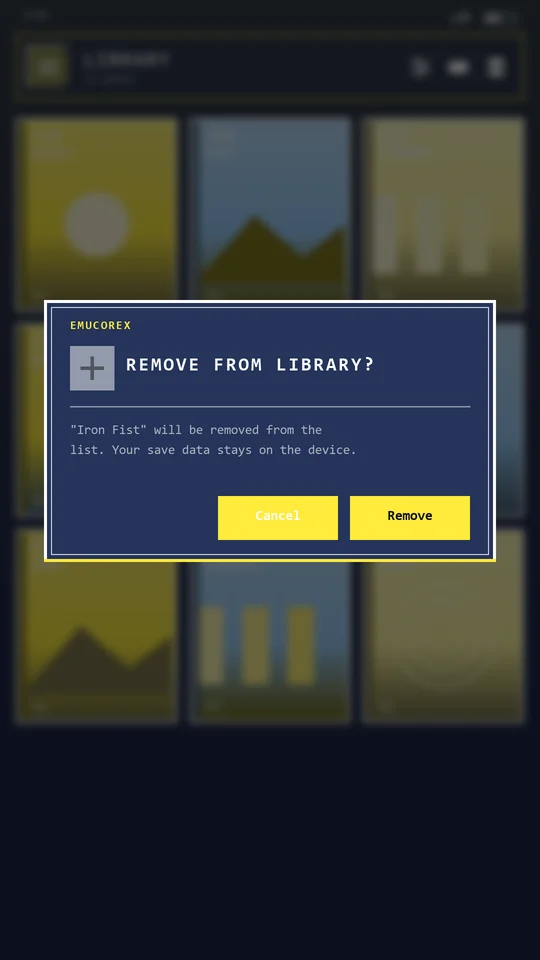 LIBRARY
EMUCOREX
REMOVE FROM LIBRARY?
"Iron Fist" will be removed from the
list. Your save data stays on the device.
Cancel
Remove